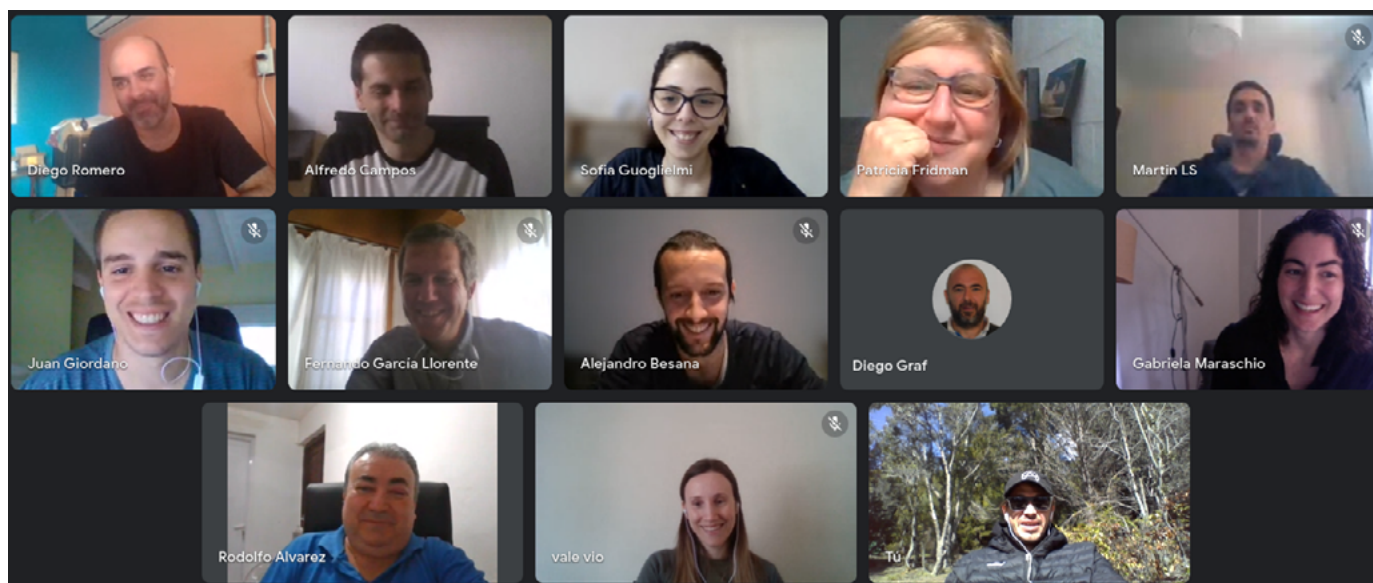 Diego Romero
Alfredo Campos
Sofia Guoglielmi
Patricia Fridman
Martin LS
Juan Giordano
Fernando García Llorente
Alejandro Besana
Diego Graf
Gabriela Maraschio
Rodolfo Alvarez
vale vio
Tú